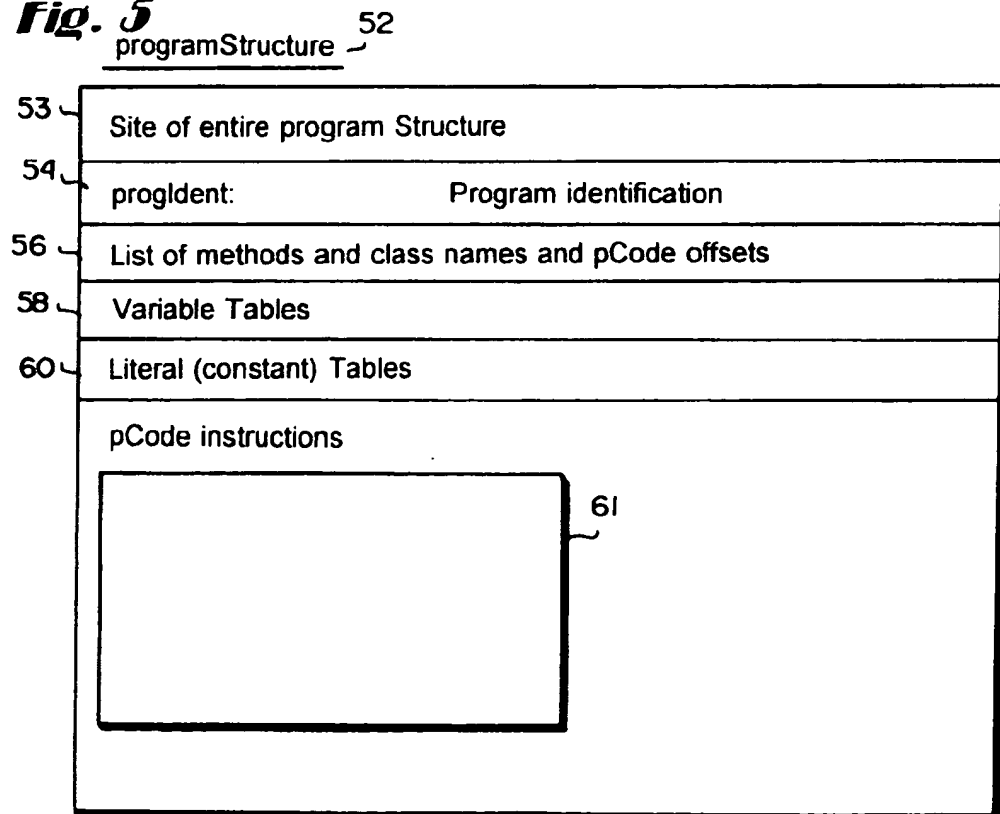 Fig. 5
programStructure 52
53 Site of entire program Structure
54 progIdent: Program identification
56 List of methods and class names and pCode offsets
58 Variable Tables
60 Literal (constant) Tables
pCode instructions
61